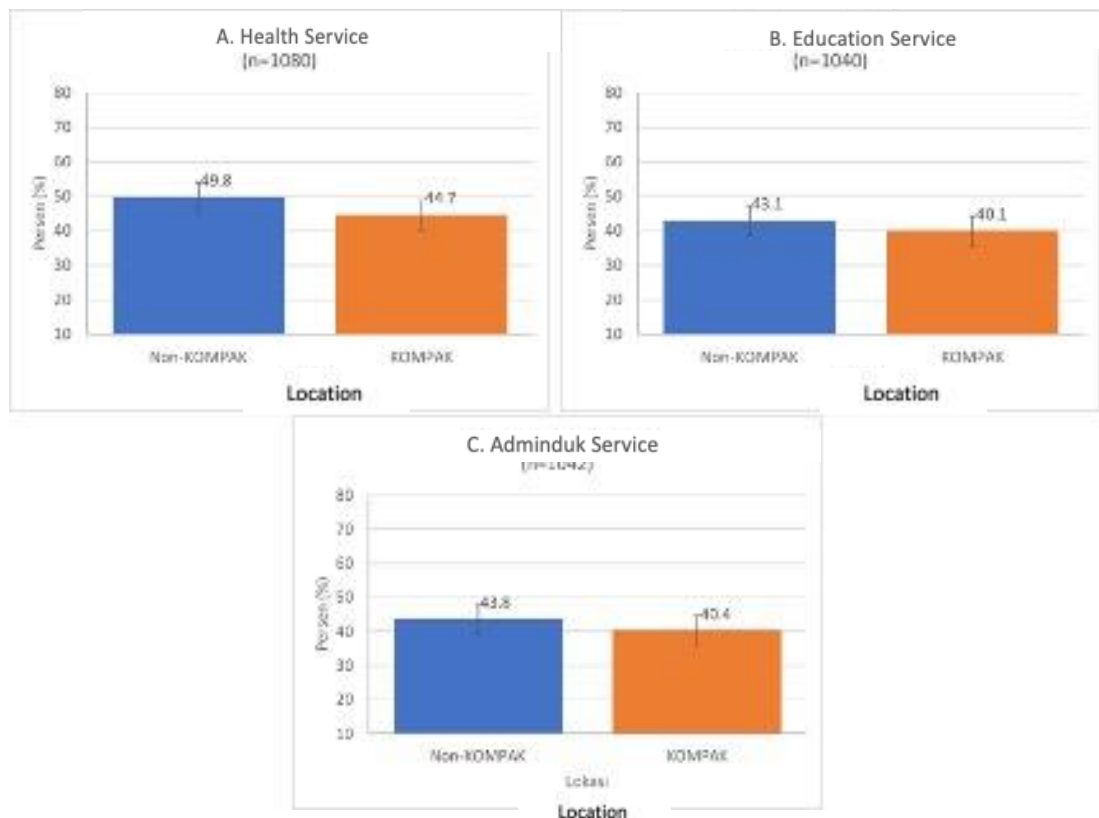 A. Health Service
(n=1080)
80
70
60
50
40
30
20
10
Persen (%)
49.8
44.7
Non-KOMPAK
KOMPAK
Location
B. Education Service
(n=1040)
80
70
60
50
40
30
20
10
Persen (%)
43.1
40.1
Non-KOMPAK
KOMPAK
Location
C. Adminduk Service
(n=1042)
80
70
60
50
40
30
20
10
Persen (%)
43.8
40.4
Non-KOMPAK
KOMPAK
Lokasi
Location